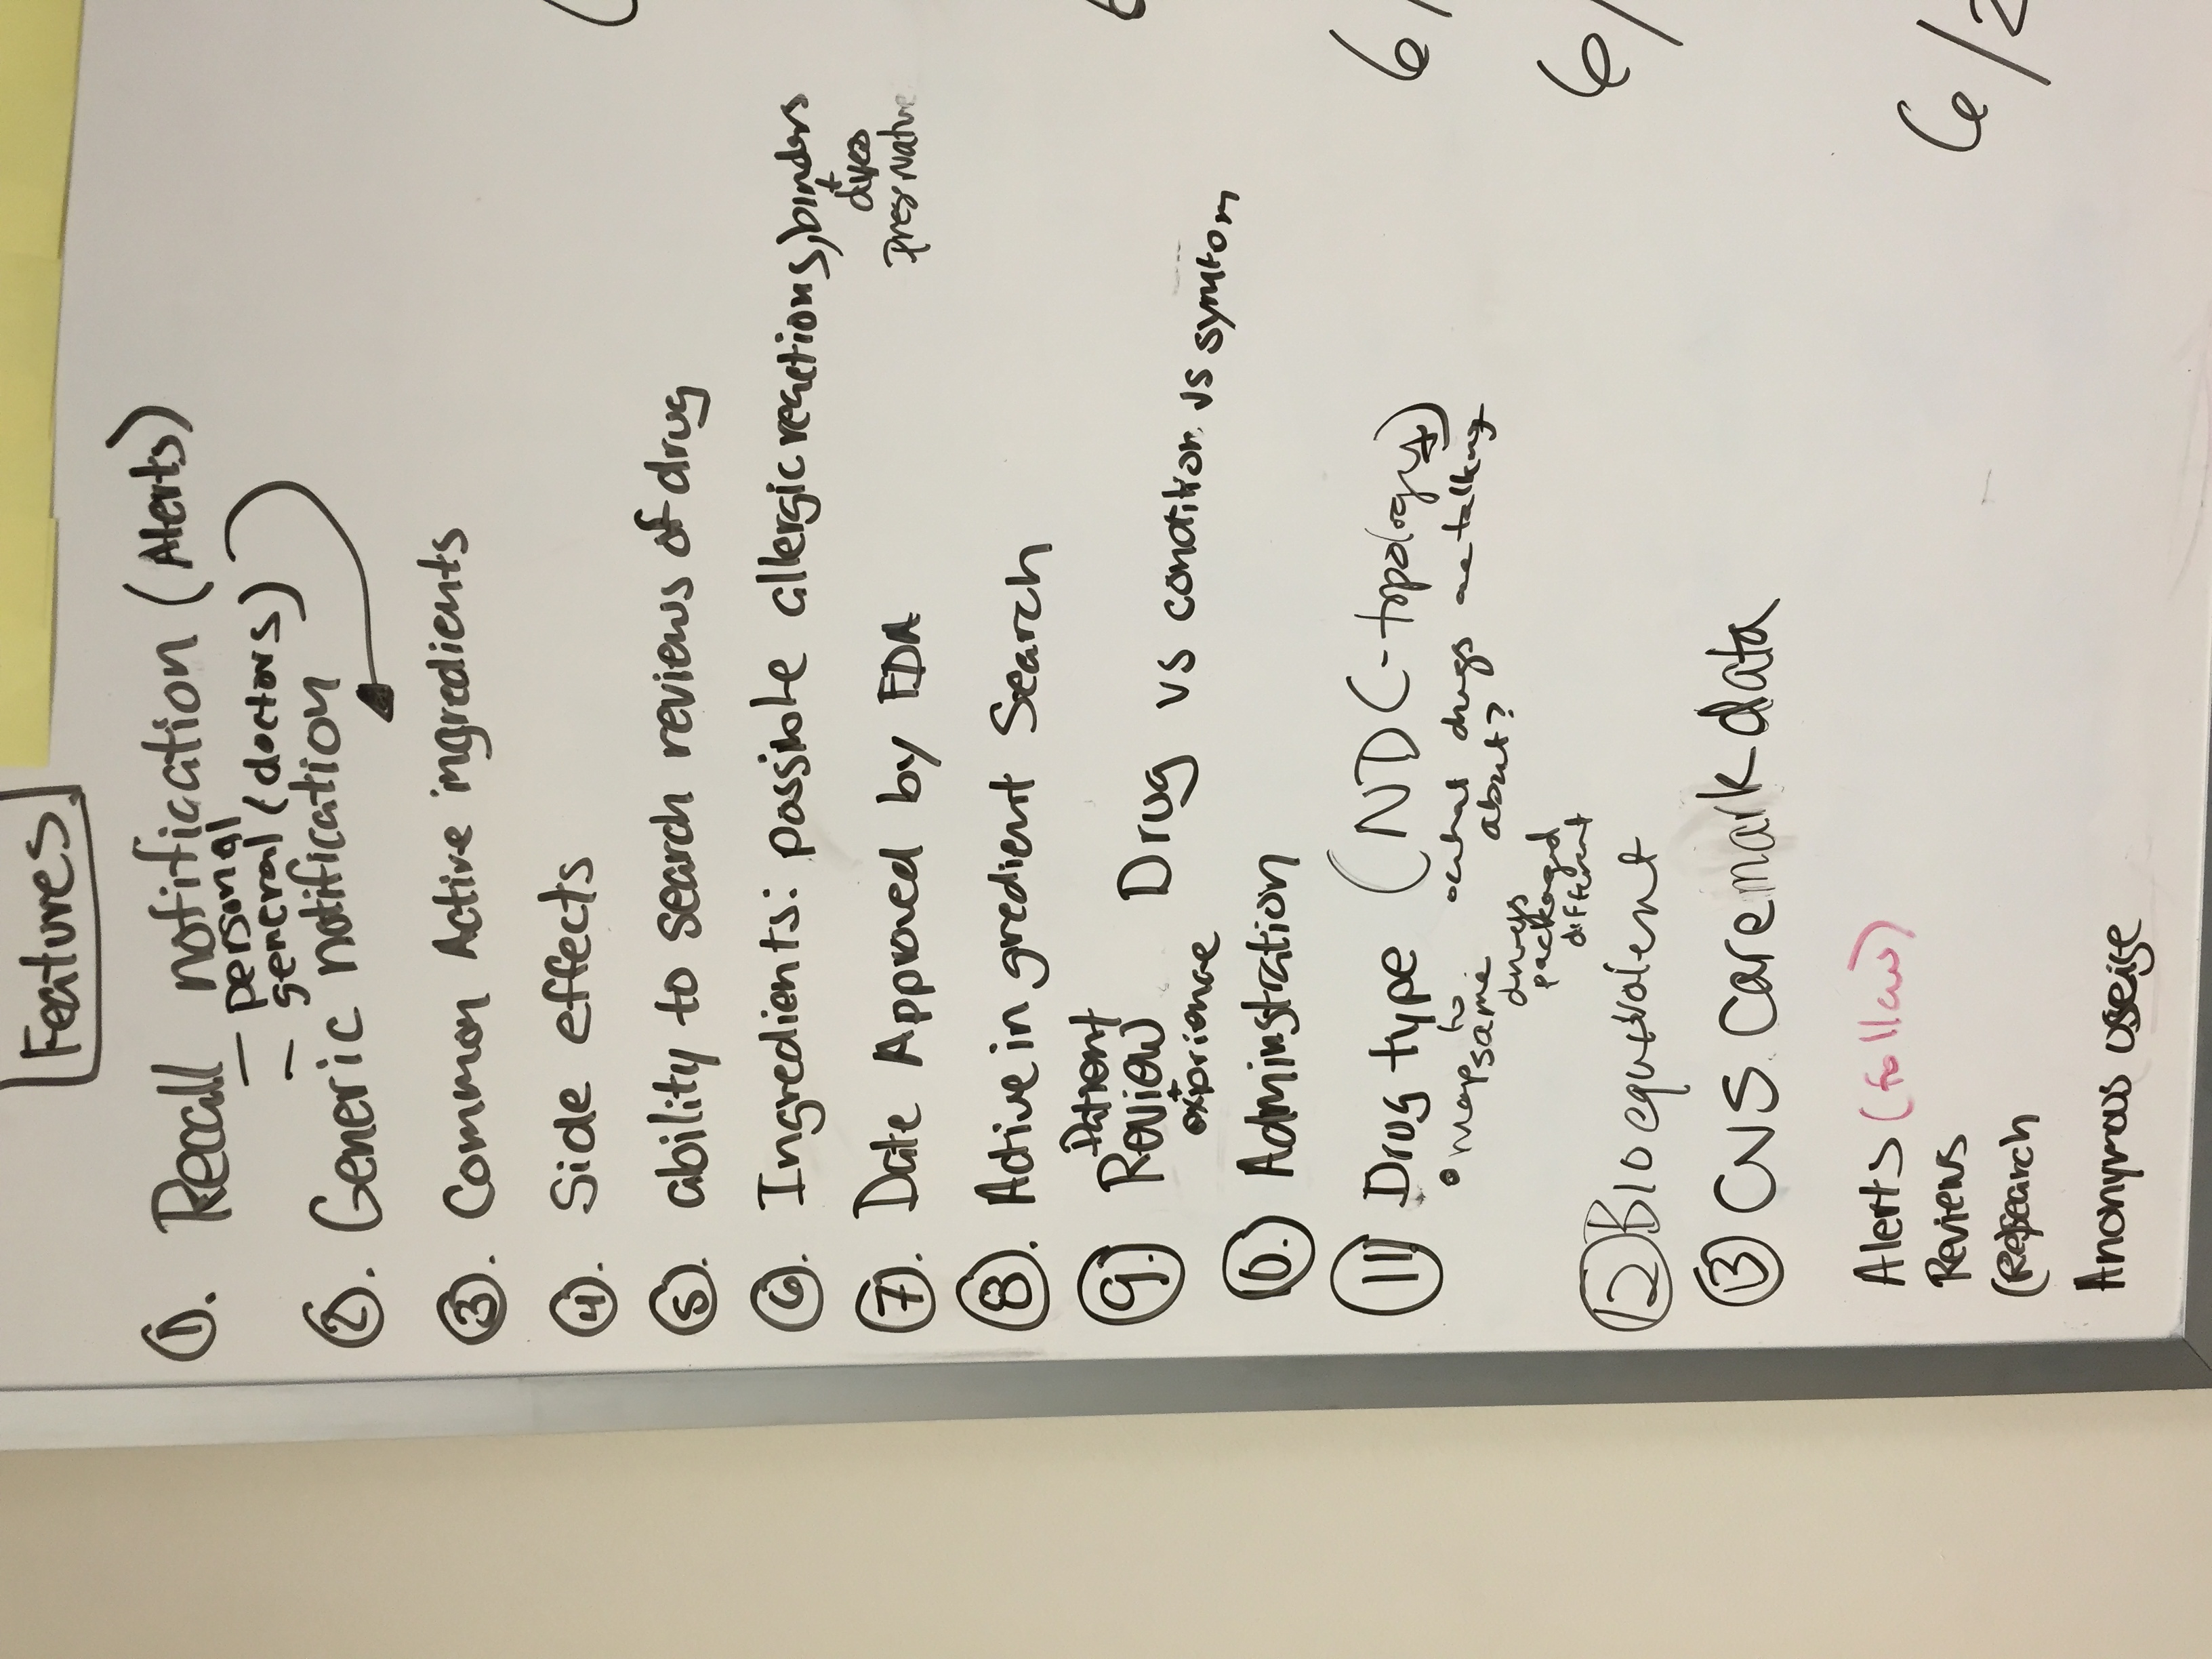 Features
1. Recall notification (Alerts)
– personal
– general (doctors)
2. Generic notification
3. Common Active ingredients
4. Side effects
5. ability to search reviews of drug
6. Ingredients: possible allergic reactions, binders
+
dyes
7. Date Approved by FDA
8. Active in gredient Search
Patient
9. Review Drug vs condition vs symtom
+
exprience
10. Adminstration
11. Drug type (NDC-topology)
• map to same drugs packaged different
• what drugs are talking about?
12 Bioequivalent
13 CVS Caremark data
Alerts (follow)
Reviews
(Re)search
Anonymous
6/
6/
6/2